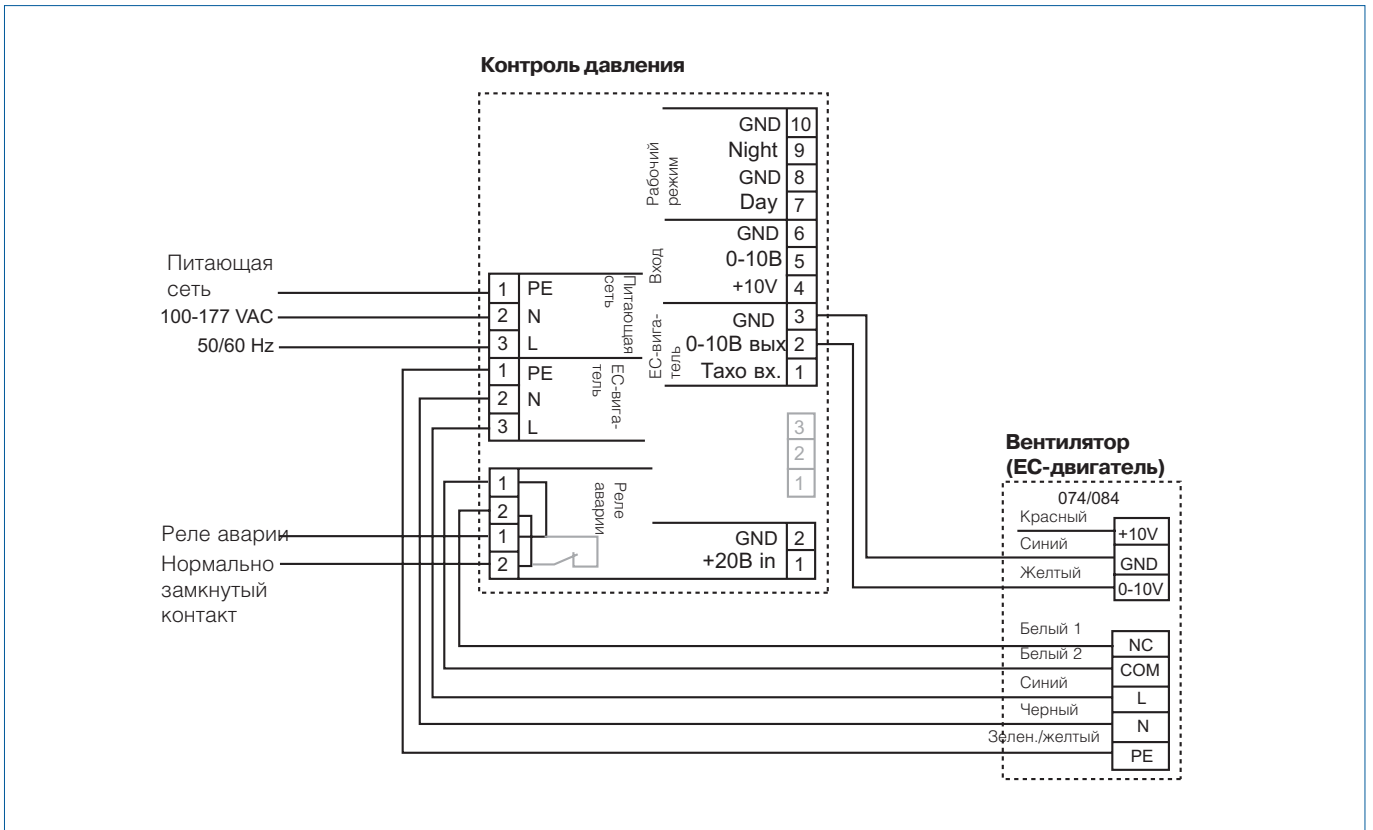 Контроль давления
GND 10
Night 9
GND 8
Day 7
Рабочий
режим
GND 6
0-10В 5
+10V 4
Вход
GND 3
0-10В вых 2
Тахо вх. 1
ЕС-вига-
тель
Питающая
сеть
100-177 VAC
50/60 Hz
1 PE
2 N
3 L
Питающая
сеть
1 PE
2 N
3 L
ЕС-вига-
тель
3
2
1
1
2
1
2
Реле
аварии
Реле аварии
Нормально
замкнутый
контакт
GND 2
+20В in 1
Вентилятор
(ЕС-двигатель)
074/084
Красный +10V
Синий GND
Желтый 0-10V
Белый 1 NC
Белый 2 COM
Синий L
Черный N
Зелен./желтый PE